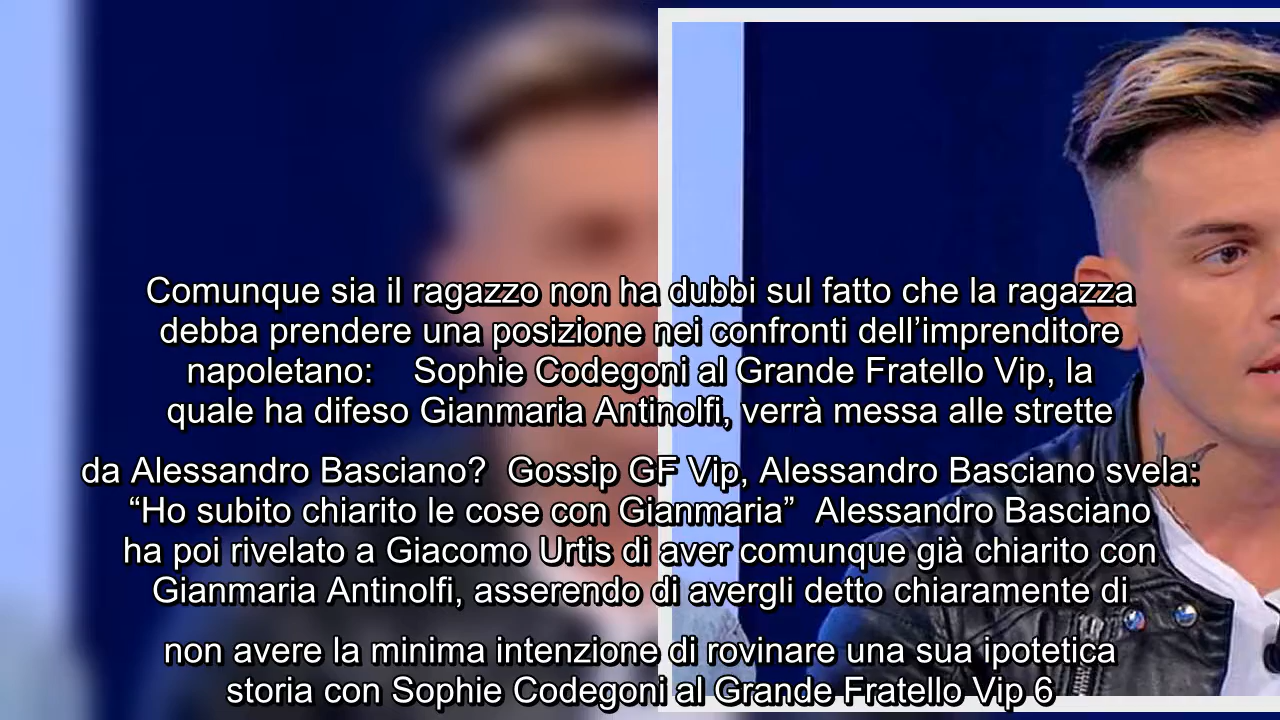 Comunque sia il ragazzo non ha dubbi sul fatto che la ragazza
debba prendere una posizione nei confronti dell’imprenditore
napoletano:    Sophie Codegoni al Grande Fratello Vip, la
quale ha difeso Gianmaria Antinolfi, verrà messa alle strette
da Alessandro Basciano?  Gossip GF Vip, Alessandro Basciano svela:
“Ho subito chiarito le cose con Gianmaria”  Alessandro Basciano
ha poi rivelato a Giacomo Urtis di aver comunque già chiarito con
Gianmaria Antinolfi, asserendo di avergli detto chiaramente di
non avere la minima intenzione di rovinare una sua ipotetica
storia con Sophie Codegoni al Grande Fratello Vip 6